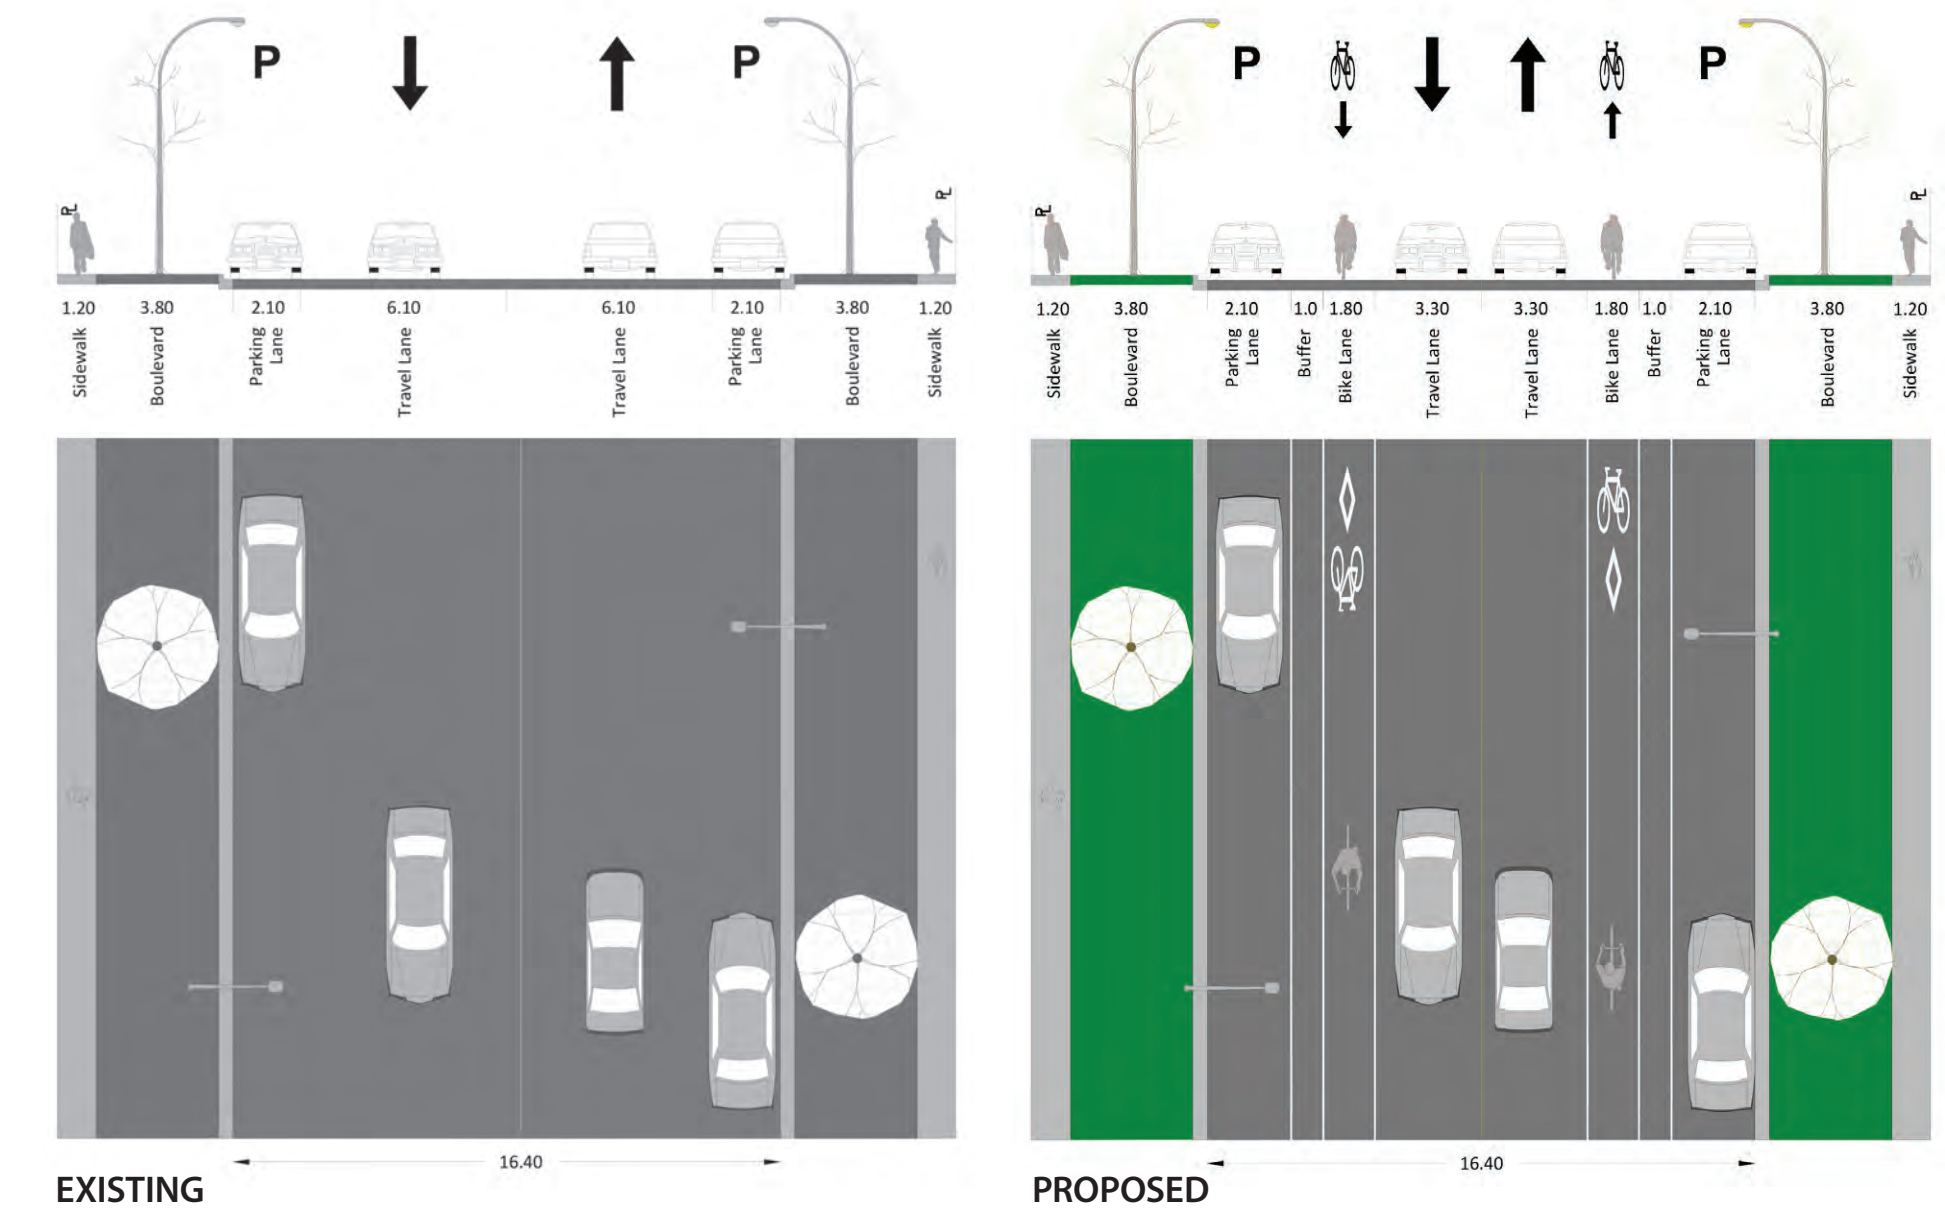 P P
P P
PL PL
PL PL
1.20 3.80 2.10 6.10 6.10 2.10 3.80 1.20
Sidewalk
Boulevard
Parking
Lane
Travel Lane
Travel Lane
Parking
Lane
Boulevard
Sidewalk
1.20 3.80 2.10 1.0 1.80 3.30 3.30 1.80 1.0 2.10 3.80 1.20
Sidewalk
Boulevard
Parking
Lane
Buffer
Bike Lane
Travel Lane
Travel Lane
Bike Lane
Buffer
Parking
Lane
Boulevard
Sidewalk
16.40
16.40
EXISTING
PROPOSED